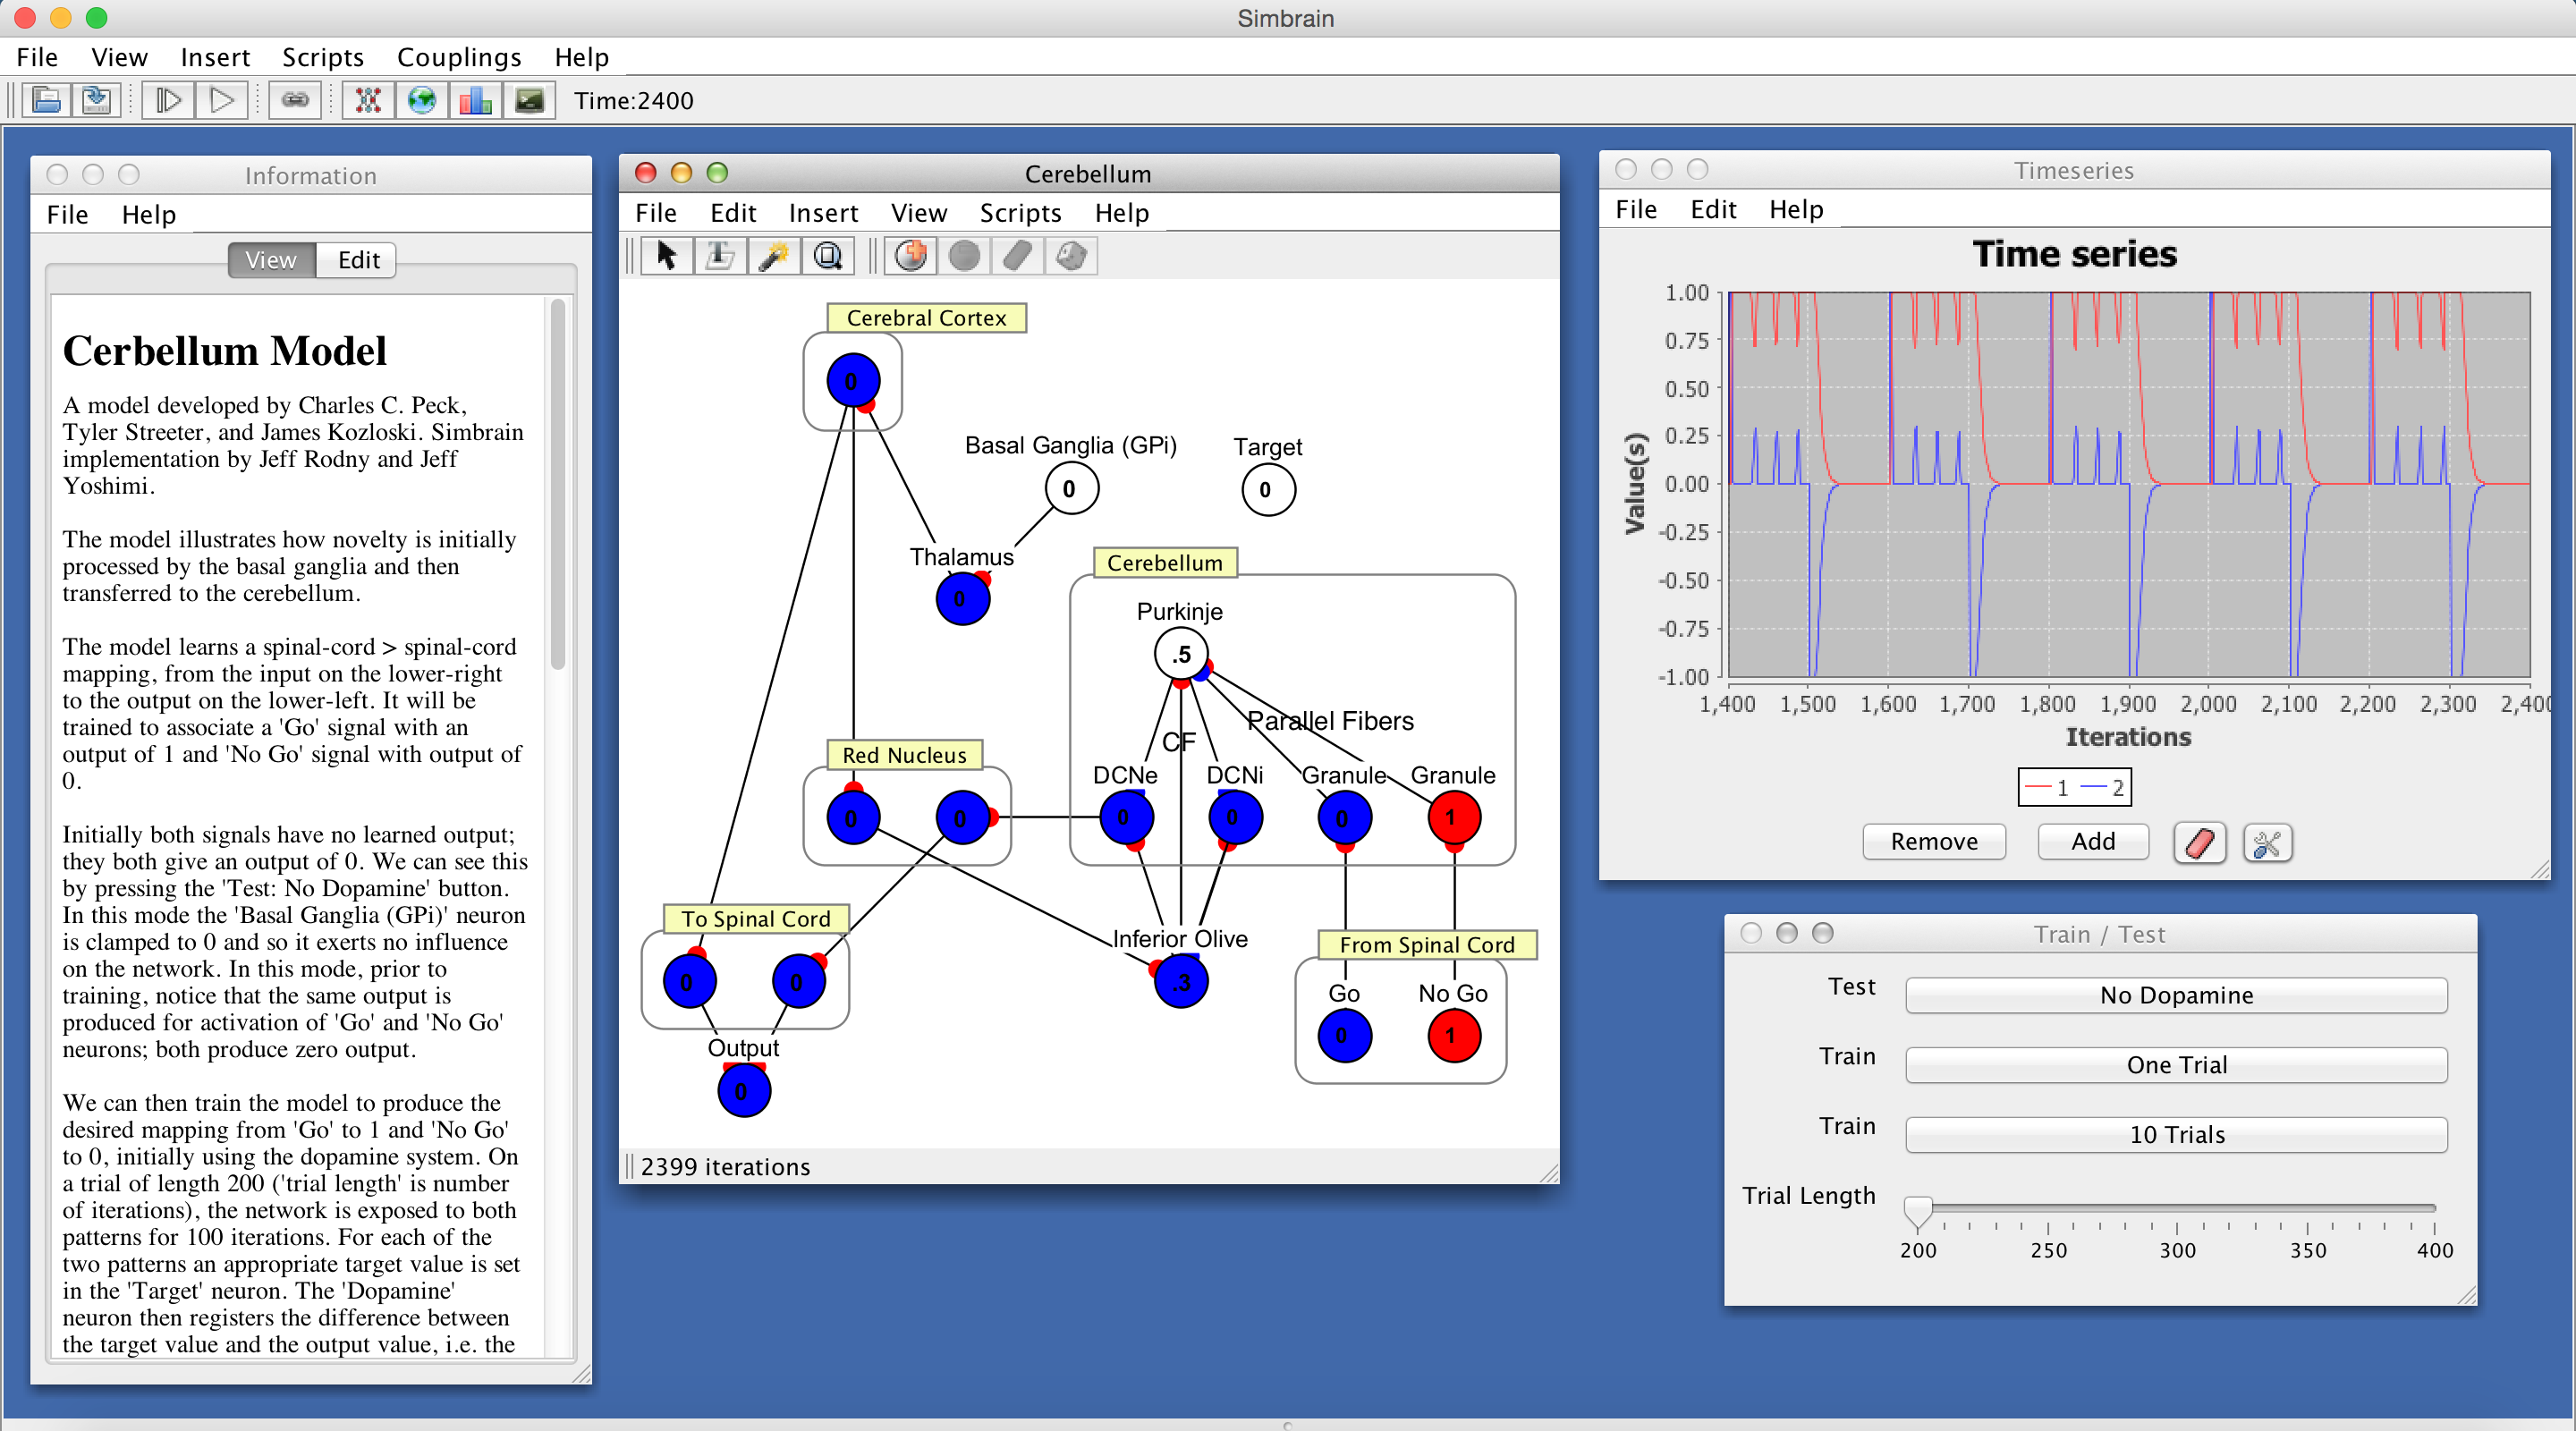 Simbrain
File View Insert Scripts Couplings Help
Time:2400
Information
File Help
View Edit
Cerbellum Model
A model developed by Charles C. Peck,
Tyler Streeter, and James Kozloski. Simbrain
implementation by Jeff Rodny and Jeff
Yoshimi.
The model illustrates how novelty is initially
processed by the basal ganglia and then
transferred to the cerebellum.
The model learns a spinal-cord > spinal-cord
mapping, from the input on the lower-right
to the output on the lower-left. It will be
trained to associate a 'Go' signal with an
output of 1 and 'No Go' signal with output of
0.
Initially both signals have no learned output;
they both give an output of 0. We can see this
by pressing the 'Test: No Dopamine' button.
In this mode the 'Basal Ganglia (GPi)' neuron
is clamped to 0 and so it exerts no influence
on the network. In this mode, prior to
training, notice that the same output is
produced for activation of 'Go' and 'No Go'
neurons; both produce zero output.
We can then train the model to produce the
desired mapping from 'Go' to 1 and 'No Go'
to 0, initially using the dopamine system. On
a trial of length 200 ('trial length' is number
of iterations), the network is exposed to both
patterns for 100 iterations. For each of the
two patterns an appropriate target value is set
in the 'Target' neuron. The 'Dopamine'
neuron then registers the difference between
the target value and the output value, i.e. the
Cerebellum
File Edit Insert View Scripts Help
Cerebral Cortex
0
Basal Ganglia (GPi)
0
Target
0
Thalamus
0
Cerebellum
Purkinje
.5
Parallel Fibers
CF
DCNe DCNi Granule Granule
0 0 0 1
Red Nucleus
0 0
To Spinal Cord
0 0
Inferior Olive
.3
From Spinal Cord
Go No Go
0 1
Output
0
2399 iterations
Timeseries
File Edit Help
Time series
Value(s)
1.00
0.75
0.50
0.25
0.00
-0.25
-0.50
-0.75
-1.00
1,400 1,500 1,600 1,700 1,800 1,900 2,000 2,100 2,200 2,300 2,400
Iterations
1 2
Remove Add
Train / Test
Test No Dopamine
Train One Trial
Train 10 Trials
Trial Length
200 250 300 350 400